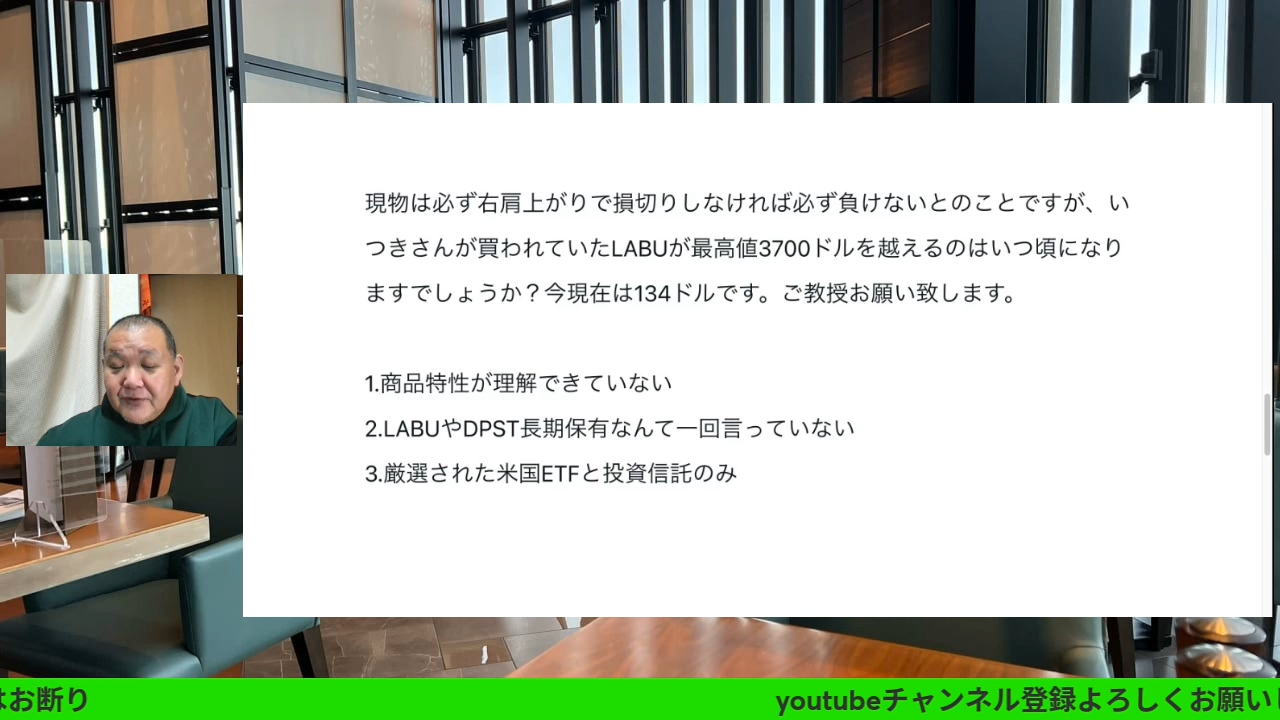 現物は必ず右肩上がりで損切りしなければ必ず負けないとのことですが、い
つきさんが買われていたLABUが最高値3700ドルを越えるのはいつ頃になり
ますでしょうか？今現在は134ドルです。ご教授お願い致します。
1.商品特性が理解できていない
2.LABUやDPST長期保有なんて一回言っていない
3.厳選された米国ETFと投資信託のみ
はお断り
youtubeチャンネル登録よろしくお願いし